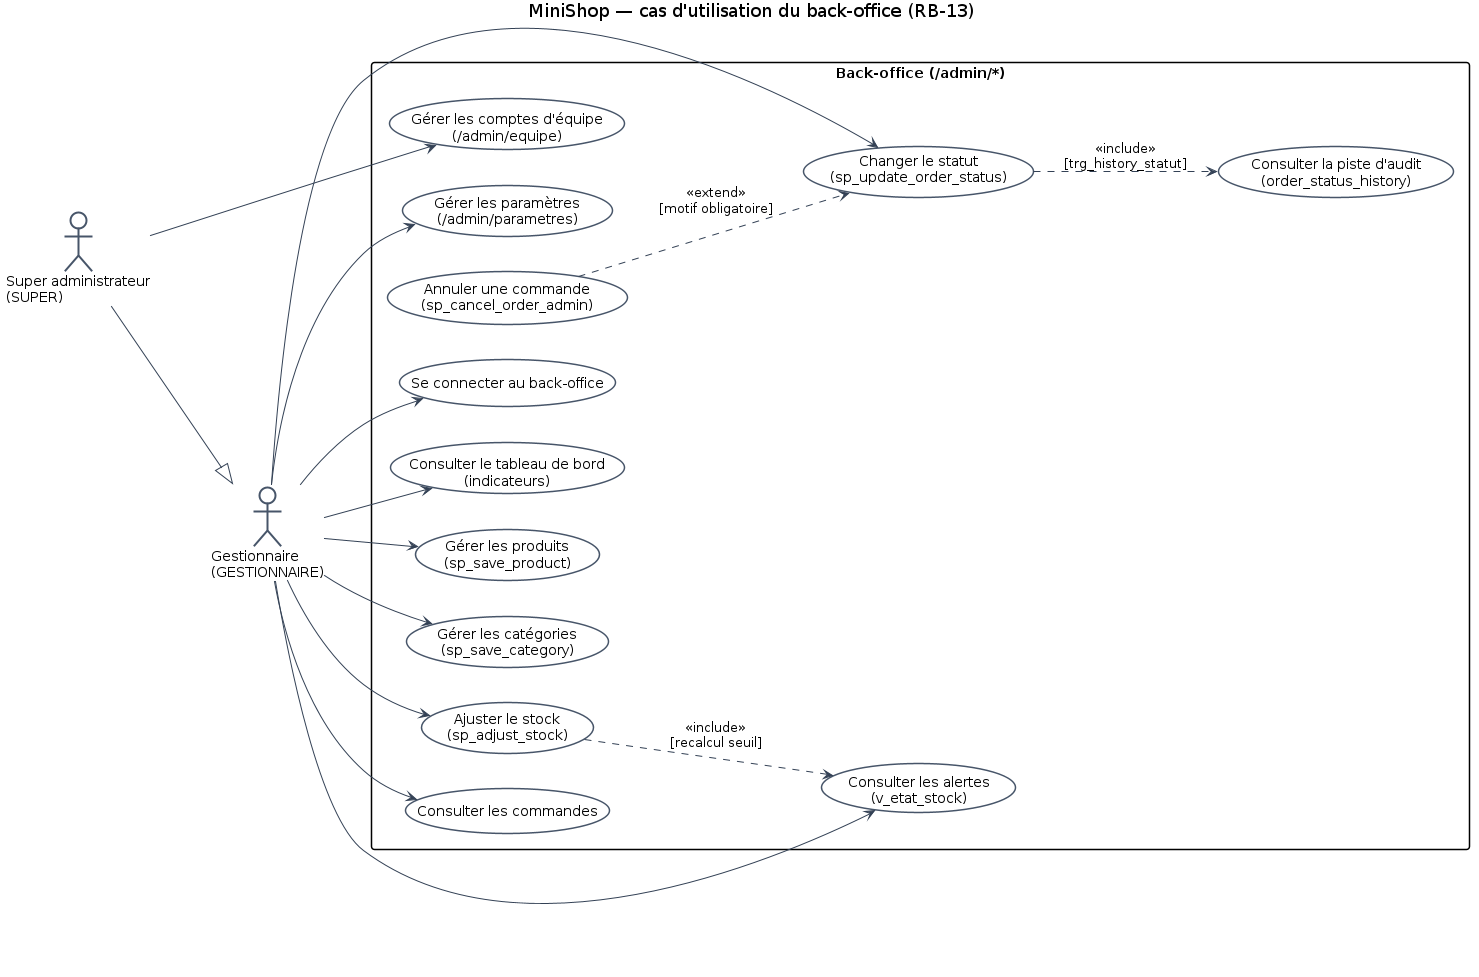 MiniShop — cas d'utilisation du back-office (RB-13)
Back-office (/admin/*)
Gérer les comptes d'équipe
(/admin/equipe)
Changer le statut
(sp_update_order_status)
«include»
[trg_history_statut]
Consulter la piste d'audit
(order_status_history)
Gérer les paramètres
(/admin/parametres)
«extend»
[motif obligatoire]
Super administrateur
(SUPER)
Annuler une commande
(sp_cancel_order_admin)
Se connecter au back-office
Consulter le tableau de bord
(indicateurs)
Gestionnaire
(GESTIONNAIRE)
Gérer les produits
(sp_save_product)
Gérer les catégories
(sp_save_category)
Ajuster le stock
(sp_adjust_stock)
«include»
[recalcul seuil]
Consulter les alertes
(v_etat_stock)
Consulter les commandes